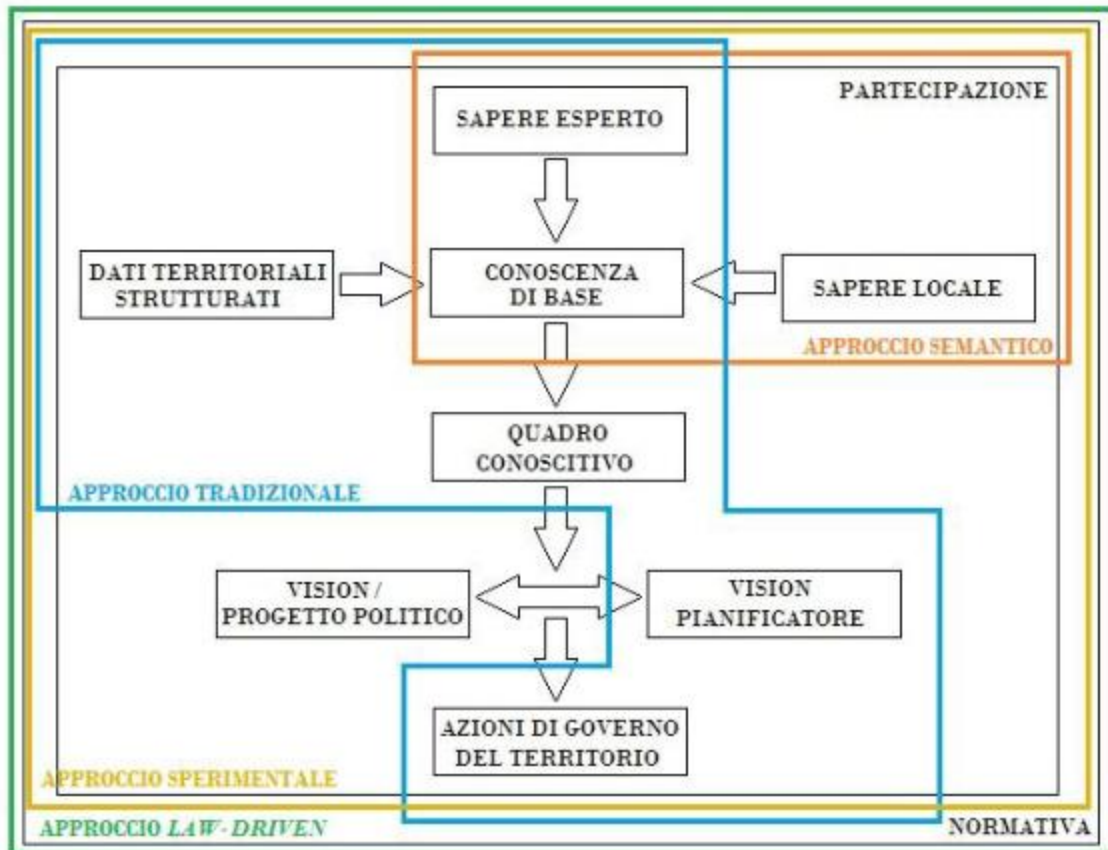 PARTECIPAZIONE
SAPERE ESPERTO
DATI TERRITORIALI
STRUTTURATI
CONOSCENZA
DI BASE
SAPERE LOCALE
APPROCCIO SEMANTICO
QUADRO
CONOSCITIVO
APPROCCIO TRADIZIONALE
VISION /
PROGETTO POLITICO
VISION
PIANIFICATORE
AZIONI DI GOVERNO
DEL TERRITORIO
APPROCCIO SPERIMENTALE
APPROCCIO LAW-DRIVEN
NORMATIVA